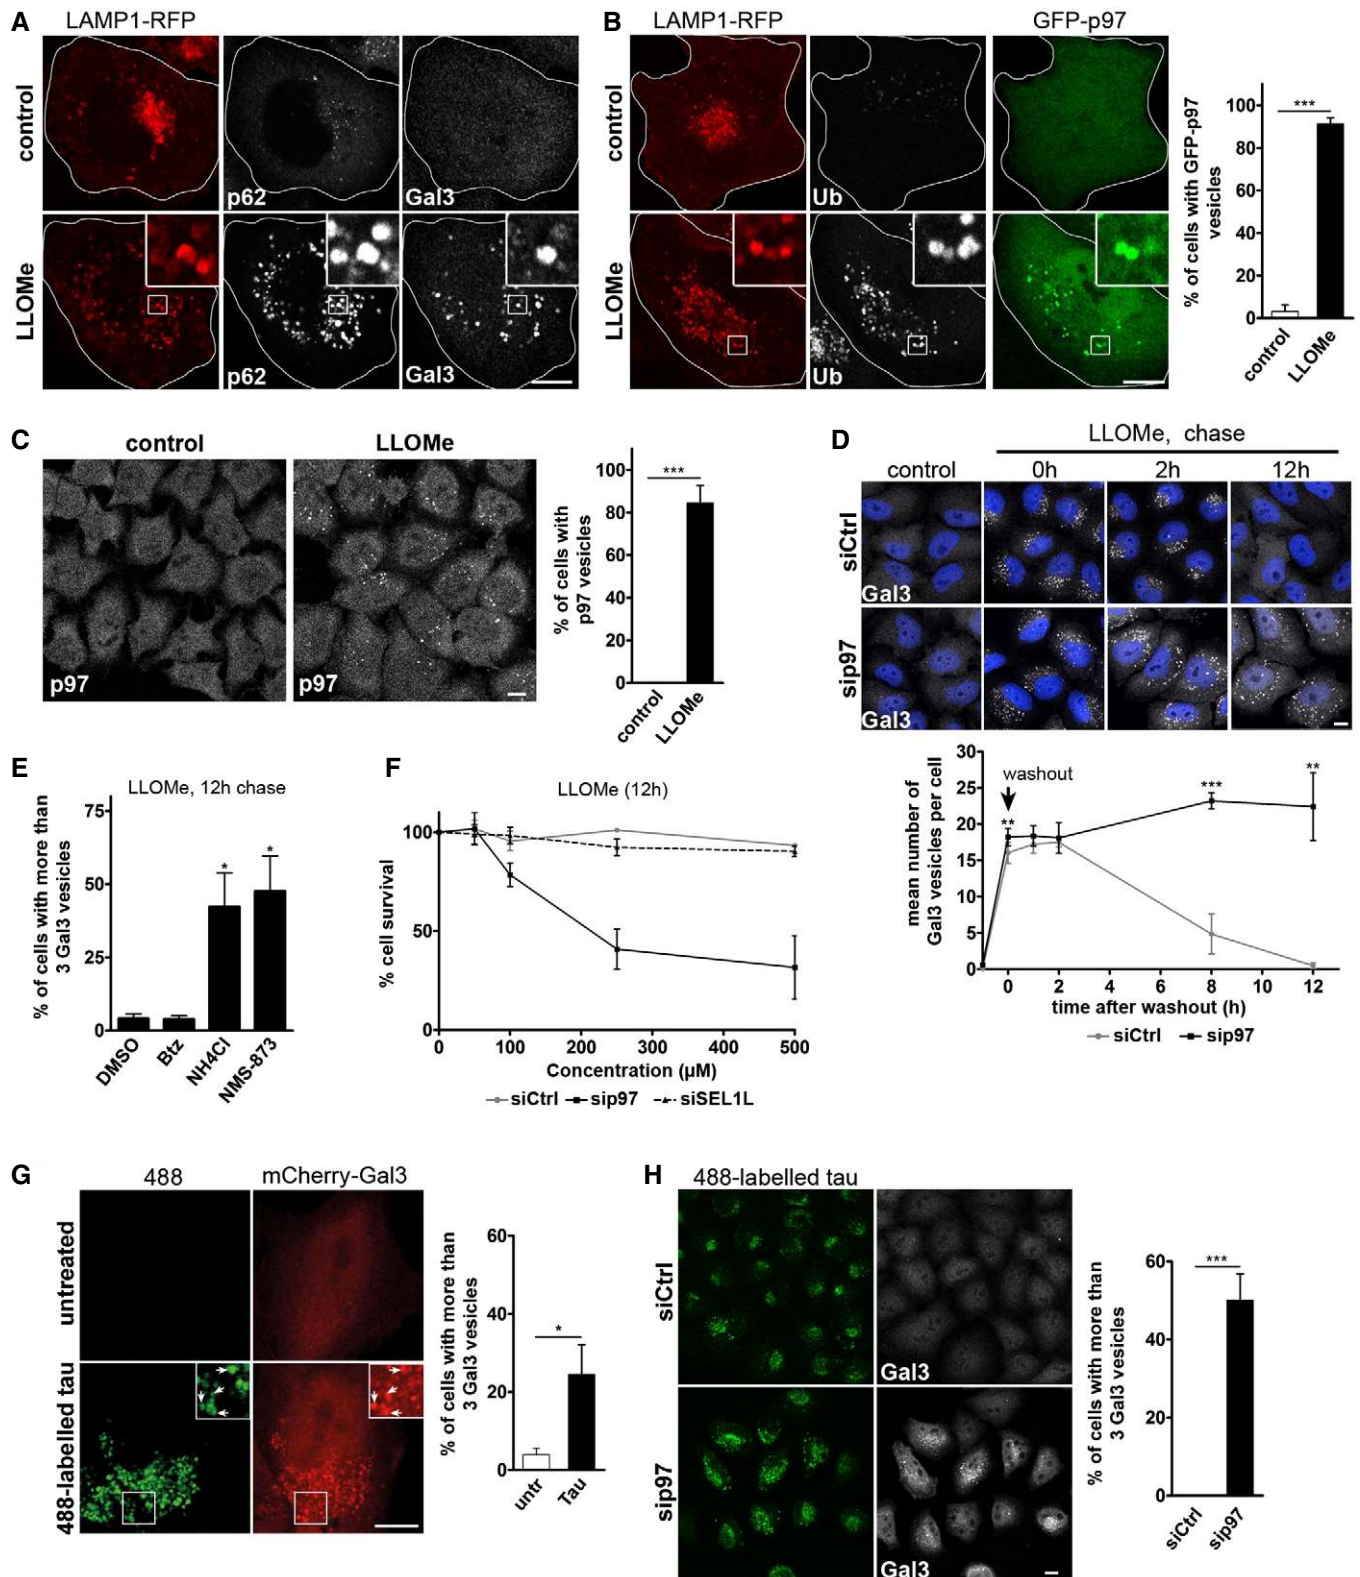 A
LAMP1-RFP
control
p62
Gal3
LLOMe
p62
Gal3
B
LAMP1-RFP
GFP-p97
control
Ub
LLOMe
Ub
% of cells with GFP-p97
vesicles
100
80
60
40
20
0
***
control
LLOMe
C
control
LLOMe
p97
p97
% of cells with
p97 vesicles
100
80
60
40
20
0
***
control
LLOMe
D
LLOMe, chase
control
0h
2h
12h
siCtrl
Gal3
sip97
Gal3
mean number of
Gal3 vesicles per cell
30
25
20
15
10
5
0
washout
**
***
**
0
2
4
6
8
10
12
time after washout (h)
siCtrl
sip97
E
LLOMe, 12h chase
% of cells with more than
3 Gal3 vesicles
75
50
25
0
*
*
DMSO
Btz
NH4Cl
NMS-873
F
LLOMe (12h)
% cell survival
100
50
0
0
100
200
300
400
500
Concentration (µM)
siCtrl
sip97
siSEL1L
G
488
mCherry-Gal3
untreated
488-labelled tau
% of cells with more than
3 Gal3 vesicles
60
40
20
0
*
untr
Tau
H
488-labelled tau
siCtrl
Gal3
sip97
Gal3
% of cells with more than
3 Gal3 vesicles
60
40
20
0
***
siCtrl
sip97